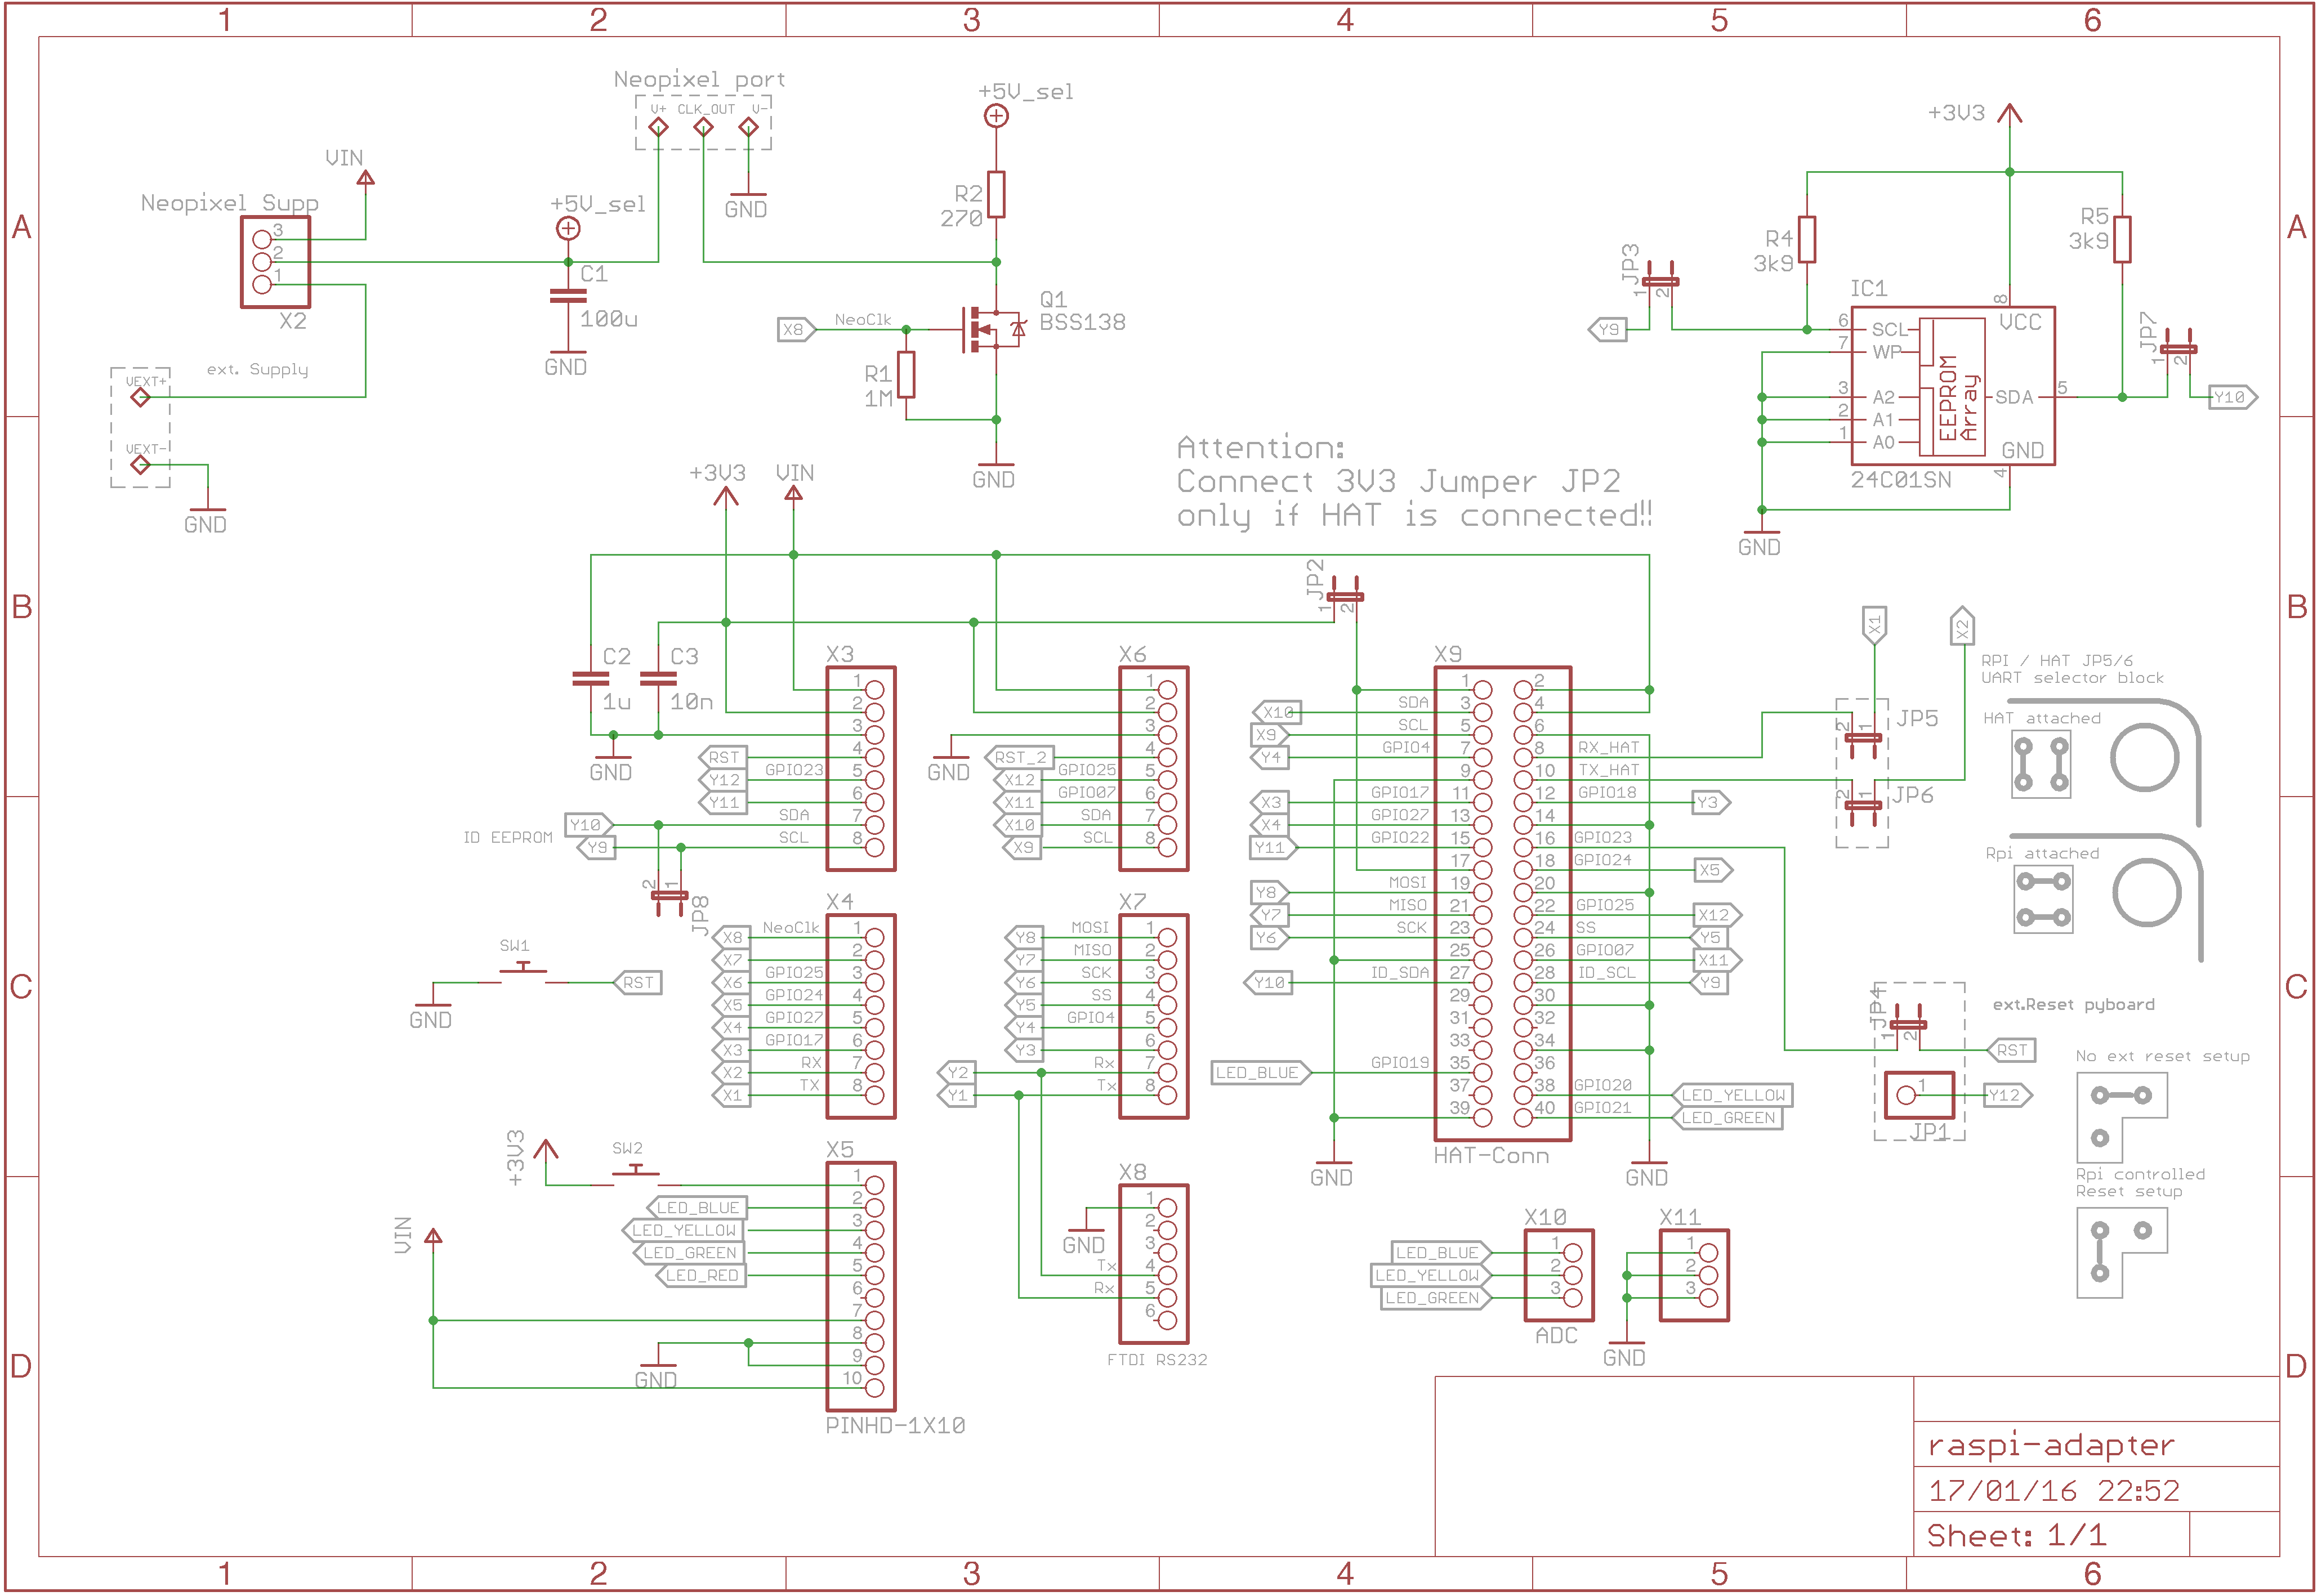 1 2 3 4 5 6
A
B
C
D
A
B
C
D
1 2 3 4 5 6
Neopixel Supp
VIN
3
2
1
X2
ext. Supply
VEXT+
VEXT-
GND
Neopixel port
V+ CLK_OUT V-
GND
+5V_sel
C1
100u
GND
+5V_sel
R2
270
Q1
BSS138
X8 NeoClk
R1
1M
GND
+3V3
R4
3k9
R5
3k9
JP3
1 2
Y9
IC1
8
VCC
6 SCL
7 WP
3 A2
2 A1
1 A0
EEPROM
Array
SDA 5
GND
4
24C01SN
GND
JP7
1 2
Y10
Attention:
Connect 3V3 Jumper JP2
only if HAT is connected!!
+3V3 VIN
JP2
1 2
C2
1u
C3
10n
GND
X3
1
2
3
RST 4
Y12 GPIO23 5
Y11 6
Y10 SDA 7
Y9 SCL 8
ID EEPROM
JP8
2 1
X6
1
2
3
GND
RST_2 4
X12 GPIO25 5
X11 GPIO07 6
X10 SDA 7
X9 SCL 8
X4
X8 NeoClk 1
X7 2
X6 GPIO25 3
X5 GPIO24 4
X4 GPIO27 5
X3 GPIO17 6
X2 RX 7
X1 TX 8
SW1
GND
RST
X7
Y8 MOSI 1
Y7 MISO 2
Y6 SCK 3
Y5 SS 4
Y4 GPIO4 5
Y3 6
Y2 Rx 7
Y1 Tx 8
X5
+3V3
SW2
1
LED_BLUE 2
LED_YELLOW 3
LED_GREEN 4
LED_RED 5
6
VIN
7
8
9
10
GND
PINHD-1X10
X8
1
GND
2
3
Tx 4
Rx 5
6
FTDI RS232
X9
1 2
X10 SDA 3 4
X9 SCL 5 6
Y4 GPIO4 7 8 RX_HAT
9 10 TX_HAT
X3 GPIO17 11 12 GPIO18 Y3
X4 GPIO27 13 14
Y11 GPIO22 15 16 GPIO23
17 18 GPIO24 X5
Y8 MOSI 19 20
Y7 MISO 21 22 GPIO25 X12
Y6 SCK 23 24 SS Y5
25 26 GPIO07 X11
Y10 ID_SDA 27 28 ID_SCL Y9
29 30
31 32
33 34
LED_BLUE GPIO19 35 36
37 38 GPIO20 LED_YELLOW
39 40 GPIO21 LED_GREEN
HAT-Conn
GND GND
X1 X2
JP5
2 1
JP6
2 1
RPI / HAT JP5/6
UART selector block
HAT attached
Rpi attached
JP4
1 2
RST
1
Y12
JP1
ext.Reset pyboard
No ext reset setup
Rpi controlled
Reset setup
X10
LED_BLUE 1
LED_YELLOW 2
LED_GREEN 3
ADC
X11
1
2
3
GND
raspi-adapter
17/01/16 22:52
Sheet: 1/1